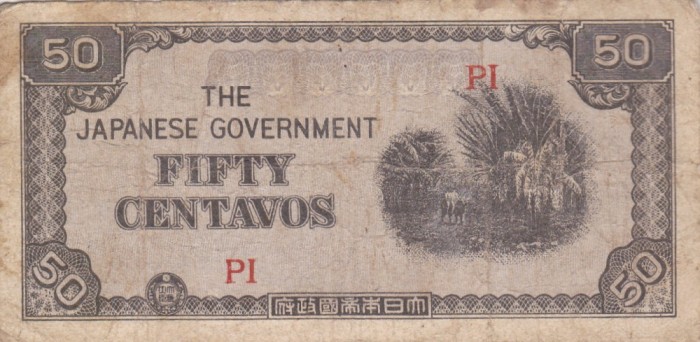 50 50
PI
THE
JAPANESE GOVERNMENT
FIFTY
CENTAVOS
PI
50 50
府政國帝本日大